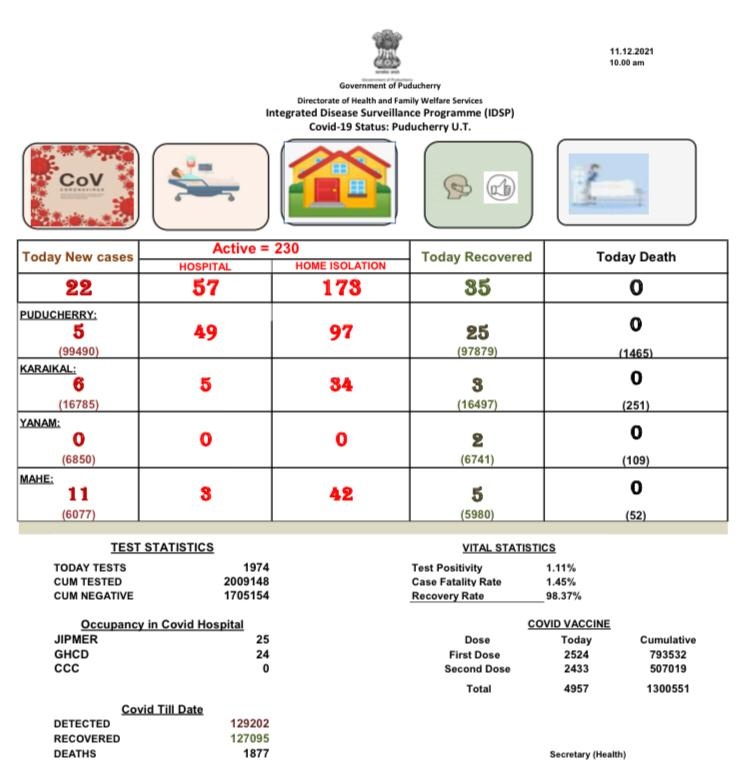 11.12.2021
10.00 am
Government of Puducherry
Government of Puducherry
Directorate of Health and Family Welfare Services
Integrated Disease Surveillance Programme (IDSP)
Covid-19 Status: Puducherry U.T.
CoV
CORONAVIRUS
Today New cases
Active = 230
HOSPITAL HOME ISOLATION
Today Recovered
Today Death
22 57 173 35 0
PUDUCHERRY:
5 49 97 25 0
(99490) (97879) (1465)
KARAIKAL:
6 5 34 3 0
(16785) (16497) (251)
YANAM:
0 0 0 2 0
(6850) (6741) (109)
MAHE:
11 3 42 5 0
(6077) (5980) (52)
TEST STATISTICS
TODAY TESTS 1974
CUM TESTED 2009148
CUM NEGATIVE 1705154
VITAL STATISTICS
Test Positivity 1.11%
Case Fatality Rate 1.45%
Recovery Rate 98.37%
Occupancy in Covid Hospital
JIPMER 25
GHCD 24
CCC 0
COVID VACCINE
Dose Today Cumulative
First Dose 2524 793532
Second Dose 2433 507019
Total 4957 1300551
Covid Till Date
DETECTED 129202
RECOVERED 127095
DEATHS 1877
Secretary (Health)